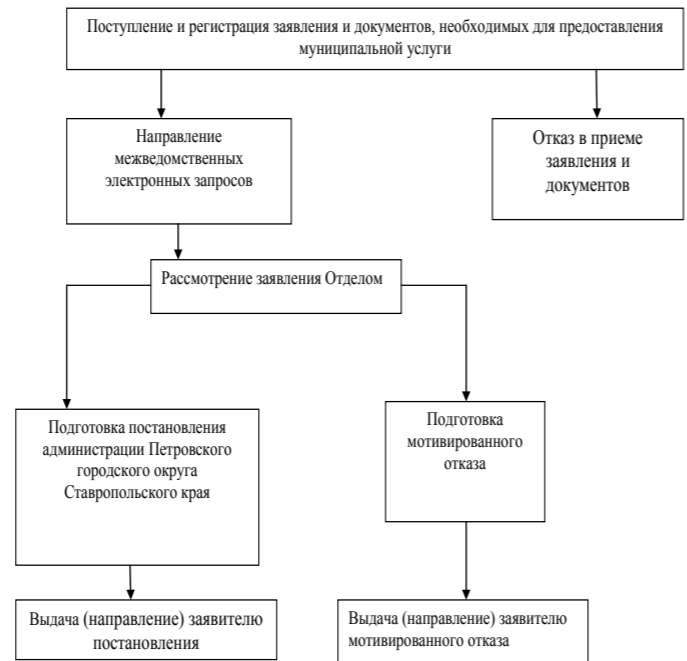 Поступление и регистрация заявления и документов, необходимых для предоставления
муниципальной услуги
Направление
межведомственных
электронных запросов
Отказ в приеме
заявления и
документов
Рассмотрение заявления Отделом
Подготовка постановления
администрации Петровского
городского округа
Ставропольского края
Подготовка
мотивированного
отказа
Выдача (направление) заявителю
постановления
Выдача (направление) заявителю
мотивированного отказа